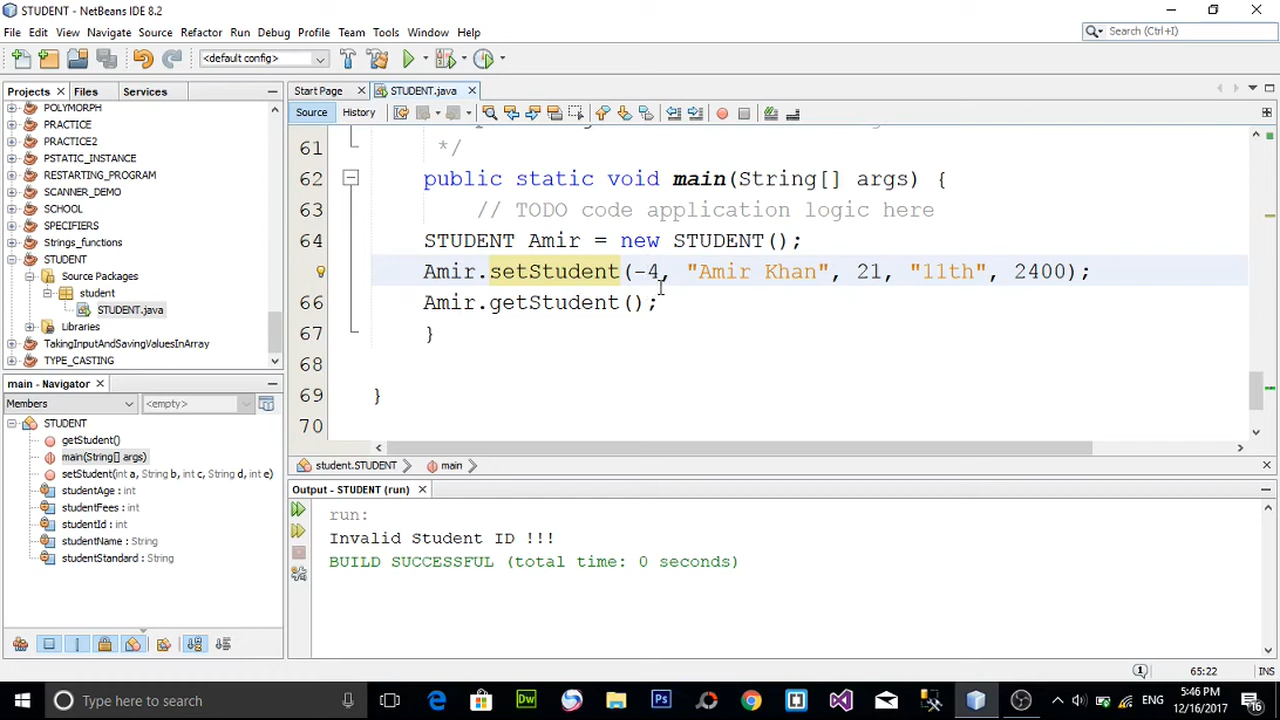 STUDENT - NetBeans IDE 8.2
File Edit View Navigate Source Refactor Run Debug Profile Team Tools Window Help
Search (Ctrl+I)
<default config>
Projects Files Services
Start Page STUDENT.java
Source History
POLYMORPH
PRACTICE
PRACTICE2
PSTATIC_INSTANCE
RESTARTING_PROGRAM
SCANNER_DEMO
SCHOOL
SPECIFIERS
Strings_functions
STUDENT
Source Packages
student
STUDENT.java
Libraries
TakingInputAndSavingValuesInArray
TYPE_CASTING
61 */
62 public static void main(String[] args) {
63 // TODO code application logic here
64 STUDENT Amir = new STUDENT();
Amir.setStudent(-4, "Amir Khan", 21, "11th", 2400);
66 Amir.getStudent();
67 }
68
69 }
70
main - Navigator
Members <empty>
STUDENT
getStudent()
main(String[] args)
setStudent(int a, String b, int c, String d, int e)
studentAge : int
studentFees : int
studentId : int
studentName : String
studentStandard : String
student.STUDENT main
Output - STUDENT (run)
run:
Invalid Student ID !!!
BUILD SUCCESSFUL (total time: 0 seconds)
1
65:22 INS
Type here to search
Dw
Ps
ENG
5:46 PM
12/16/2017
16